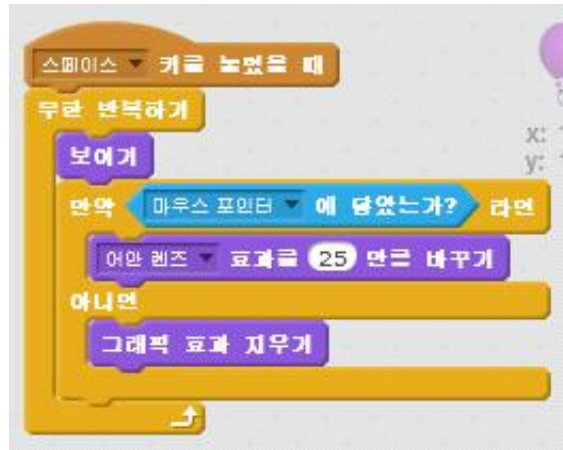 스페이스 키를 눌렀을 때
무한 반복하기
보이기
만약 마우스 포인터 에 닿았는가? 라면
어안 렌즈 효과를 25 만큼 바꾸기
아니면
그래픽 효과 지우기
x:
y: